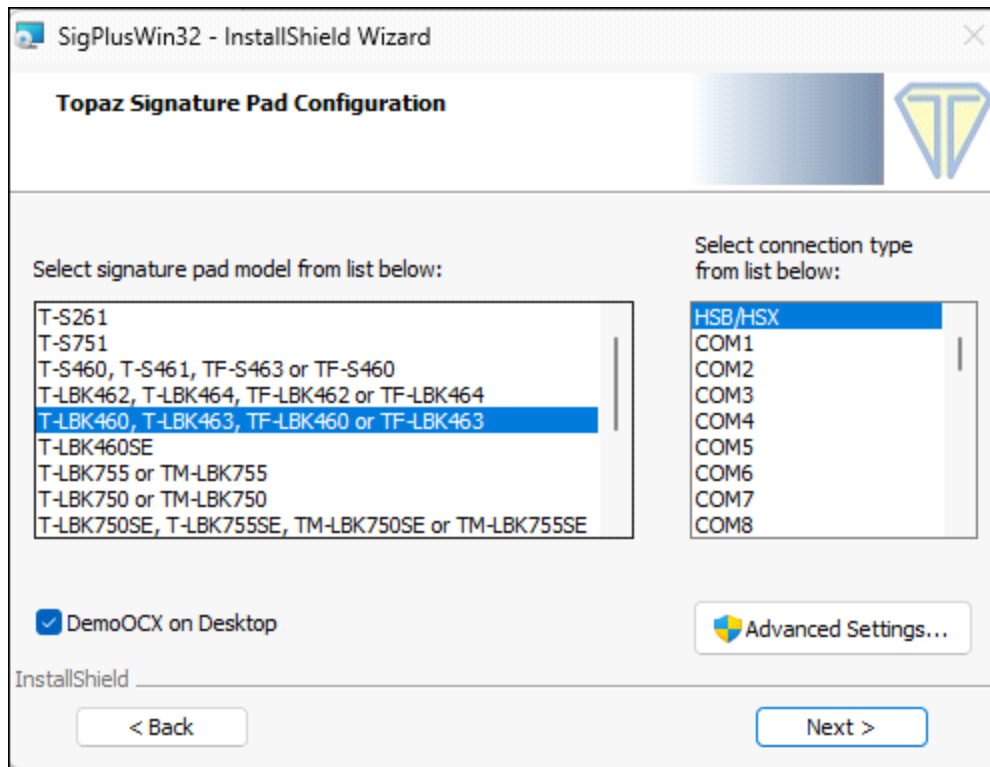 SigPlusWin32 - InstallShield Wizard
Topaz Signature Pad Configuration
Select signature pad model from list below:
T-S261
T-S751
T-S460, T-S461, TF-S463 or TF-S460
T-LBK462, T-LBK464, TF-LBK462 or TF-LBK464
T-LBK460, T-LBK463, TF-LBK460 or TF-LBK463
T-LBK460SE
T-LBK755 or TM-LBK755
T-LBK750 or TM-LBK750
T-LBK750SE, T-LBK755SE, TM-LBK750SE or TM-LBK755SE
Select connection type
from list below:
HSB/HSX
COM1
COM2
COM3
COM4
COM5
COM6
COM7
COM8
DemoOCX on Desktop
Advanced Settings...
InstallShield
< Back
Next >